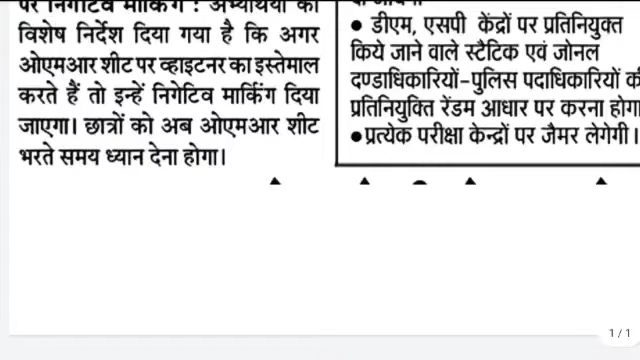 पर निगेटिव मार्किंग : अभ्यर्थियों को
विशेष निर्देश दिया गया है कि अगर
ओएमआर शीट पर व्हाइटनर का इस्तेमाल
करते हैं तो इन्हें निगेटिव मार्किंग दिया
जाएगा। छात्रों को अब ओएमआर शीट
भरते समय ध्यान देना होगा।
● डीएम, एसपी केंद्रों पर प्रतिनियुक्त
किये जाने वाले स्टैटिक एवं जोनल
दण्डाधिकारियों-पुलिस पदाधिकारियों की
प्रतिनियुक्ति रेंडम आधार पर करना होगा
● प्रत्येक परीक्षा केन्द्रों पर जैमर लेगेगी।
1 / 1